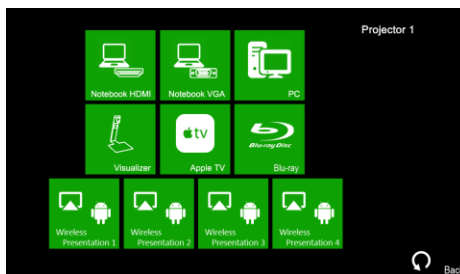 Projector 1
Notebook HDMI
Notebook VGA
PC
Visualizer
tv
Apple TV
Blu-ray Disc
Blu-ray
Wireless
Presentation 1
Wireless
Presentation 2
Wireless
Presentation 3
Wireless
Presentation 4
Bac